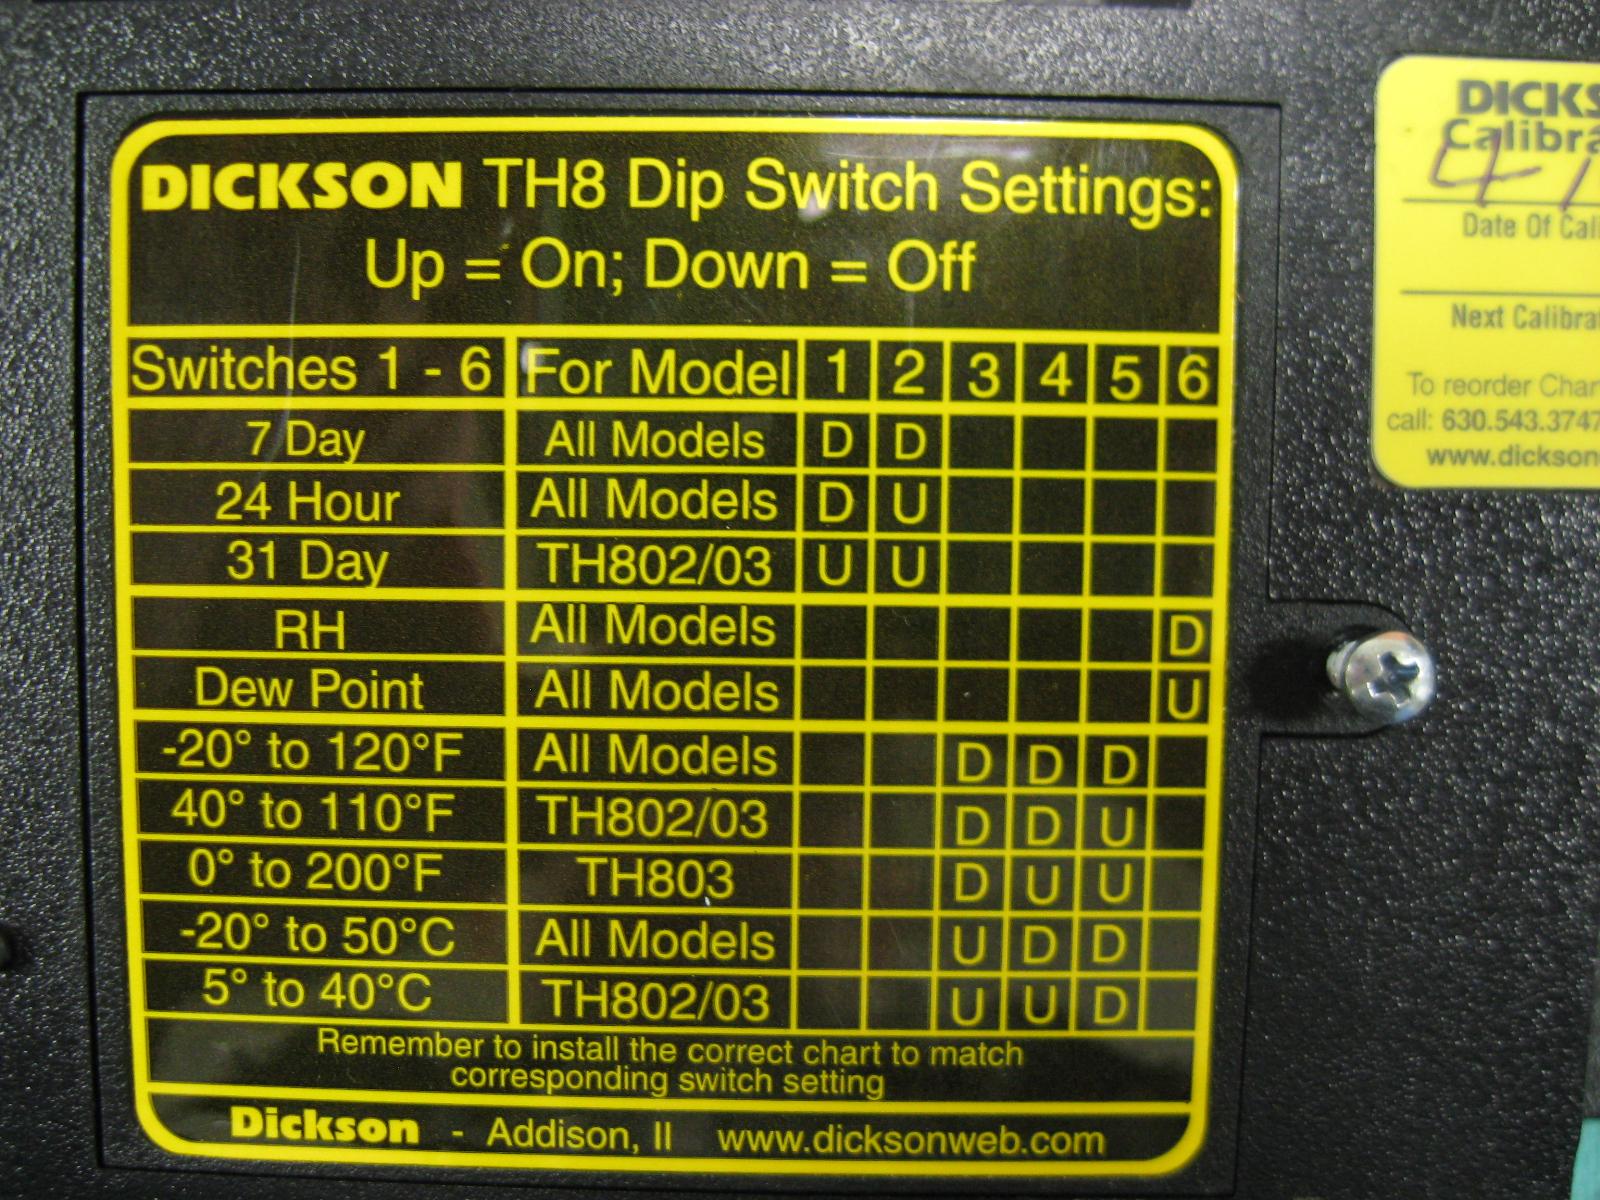 DICKSON TH8 Dip Switch Settings:
Up = On; Down = Off
Switches 1 - 6 For Model 1 2 3 4 5 6
7 Day All Models D D
24 Hour All Models D U
31 Day TH802/03 U U
RH All Models D
Dew Point All Models U
-20° to 120°F All Models D D D
40° to 110°F TH802/03 D D U
0° to 200°F TH803 D U U
-20° to 50°C All Models U D D
5° to 40°C TH802/03 U U D
Remember to install the correct chart to match
corresponding switch setting
Dickson - Addison, Il www.dicksonweb.com
DICKS
Calibra
Date Of Cali
Next Calibrat
To reorder Char
call: 630.543.3747
www.dickson